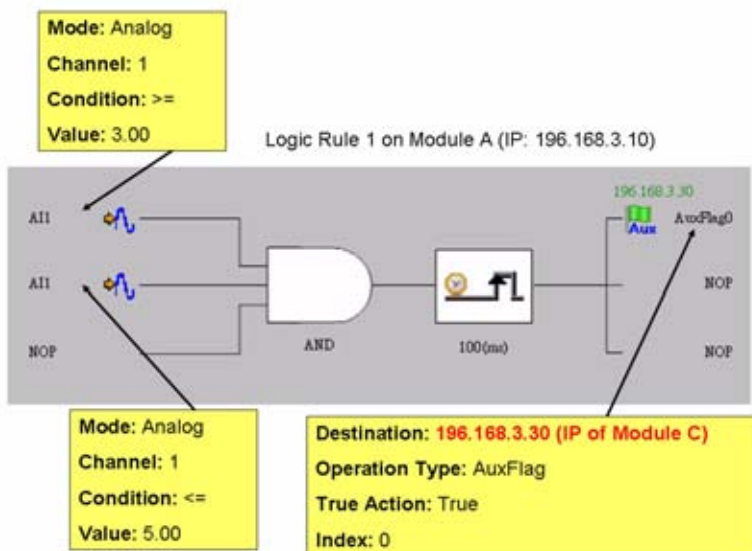 Mode: Analog
Channel: 1
Condition: >=
Value: 3.00
Logic Rule 1 on Module A (IP: 196.168.3.10)
196.168.3.30
AI1
Aux
AuxFlag0
AI1
NOP
NOP
AND
100(ms)
NOP
Mode: Analog
Channel: 1
Condition: <=
Value: 5.00
Destination: 196.168.3.30 (IP of Module C)
Operation Type: AuxFlag
True Action: True
Index: 0